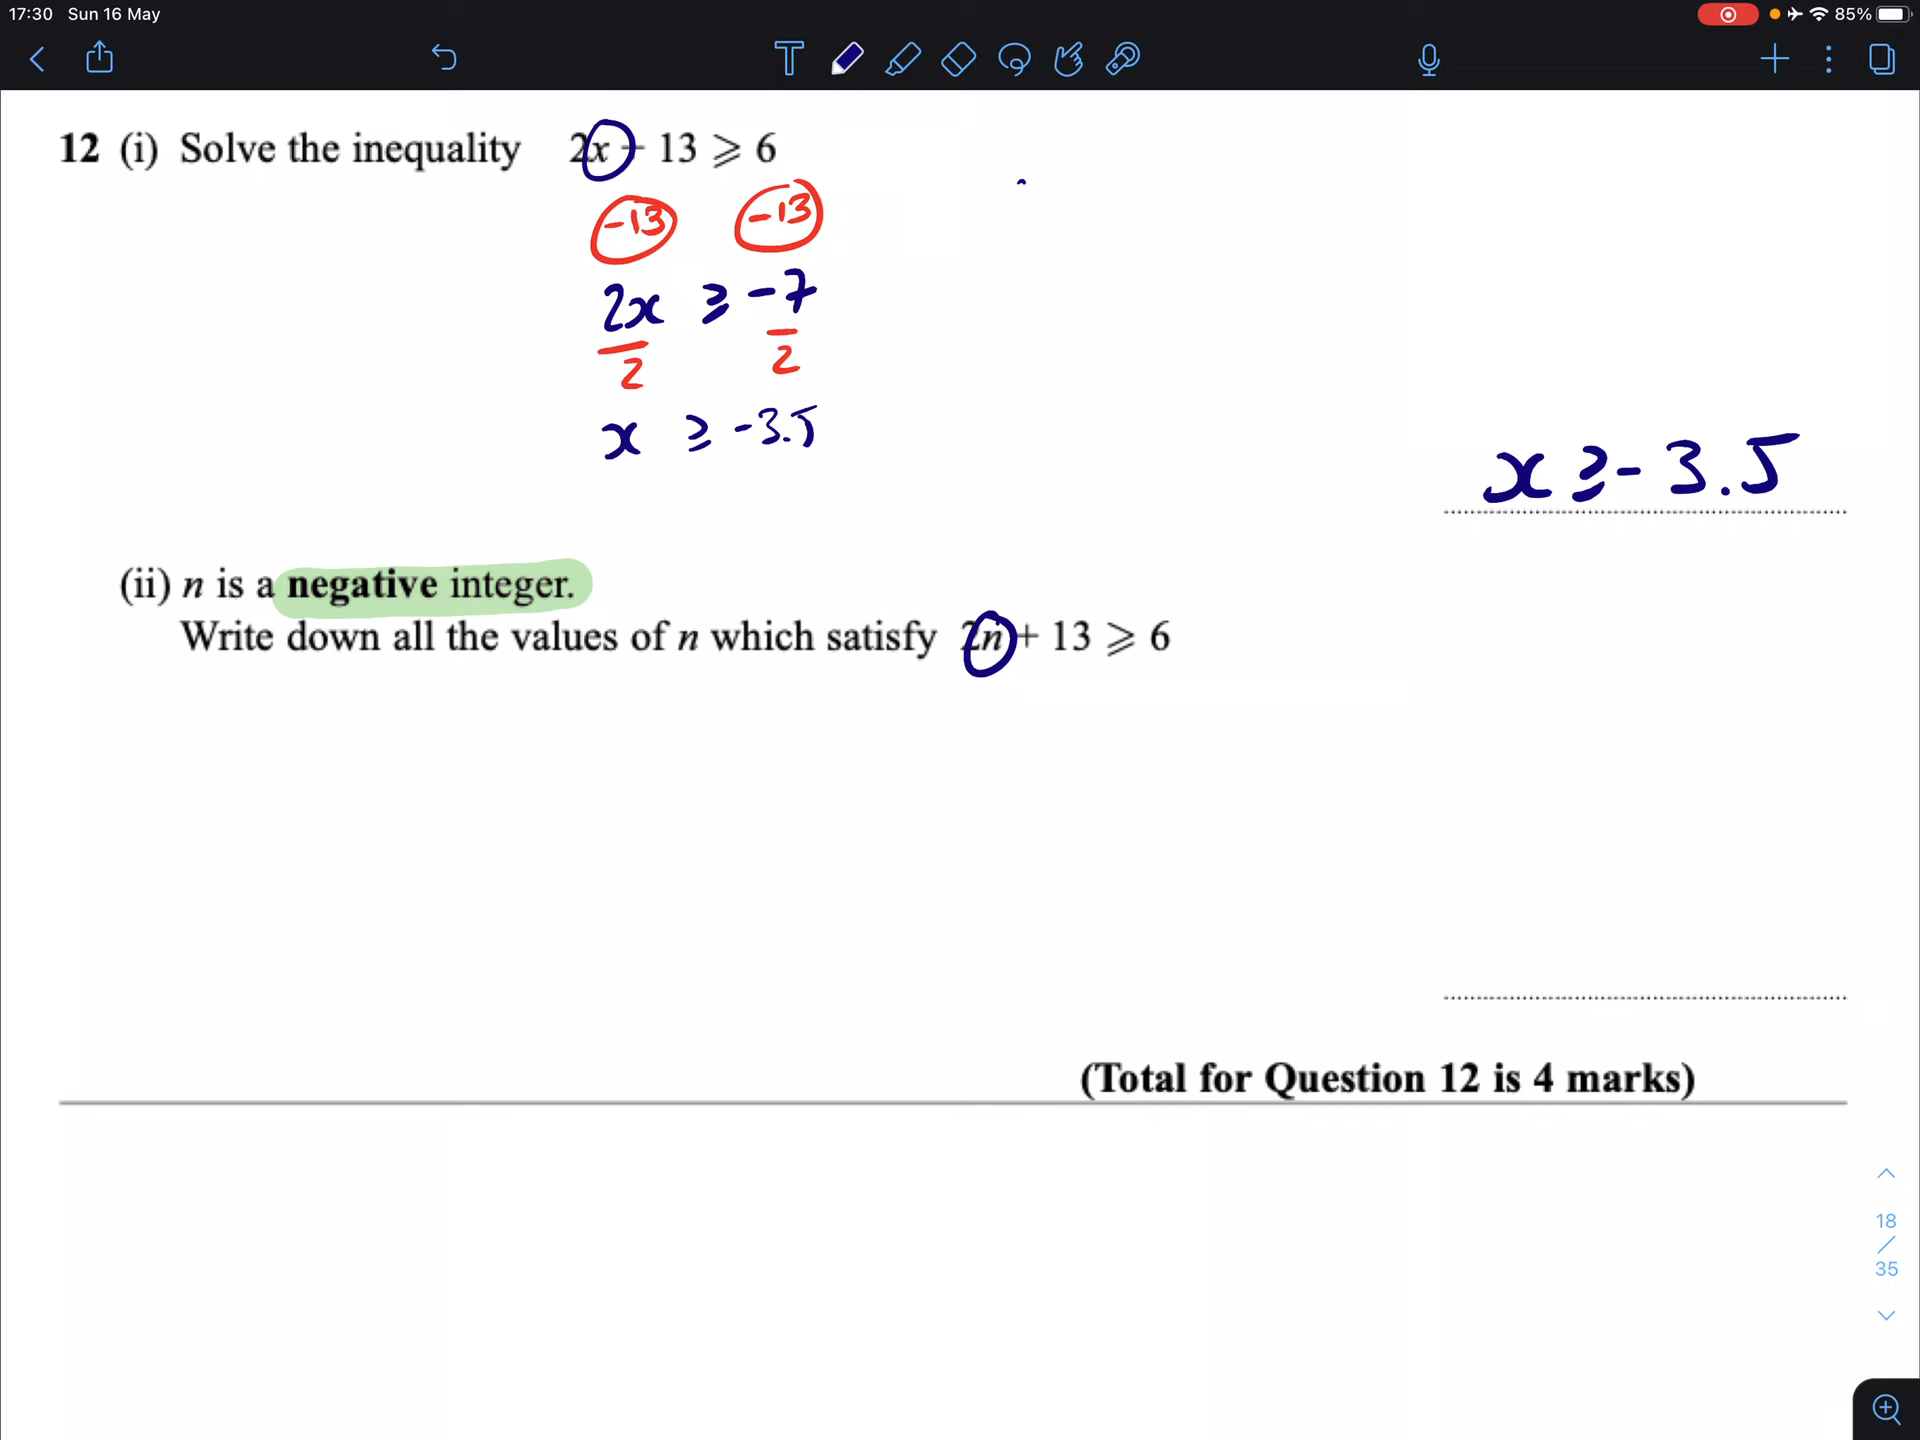 17:30 Sun 16 May 85%
12 (i) Solve the inequality 2x + 13 ⩾ 6
-13 -13
2x ≥ -7
2 2
x ≥ -3.5
x ≥ -3.5
(ii) n is a negative integer.
Write down all the values of n which satisfy 2n + 13 ⩾ 6
(Total for Question 12 is 4 marks)
18
/
35